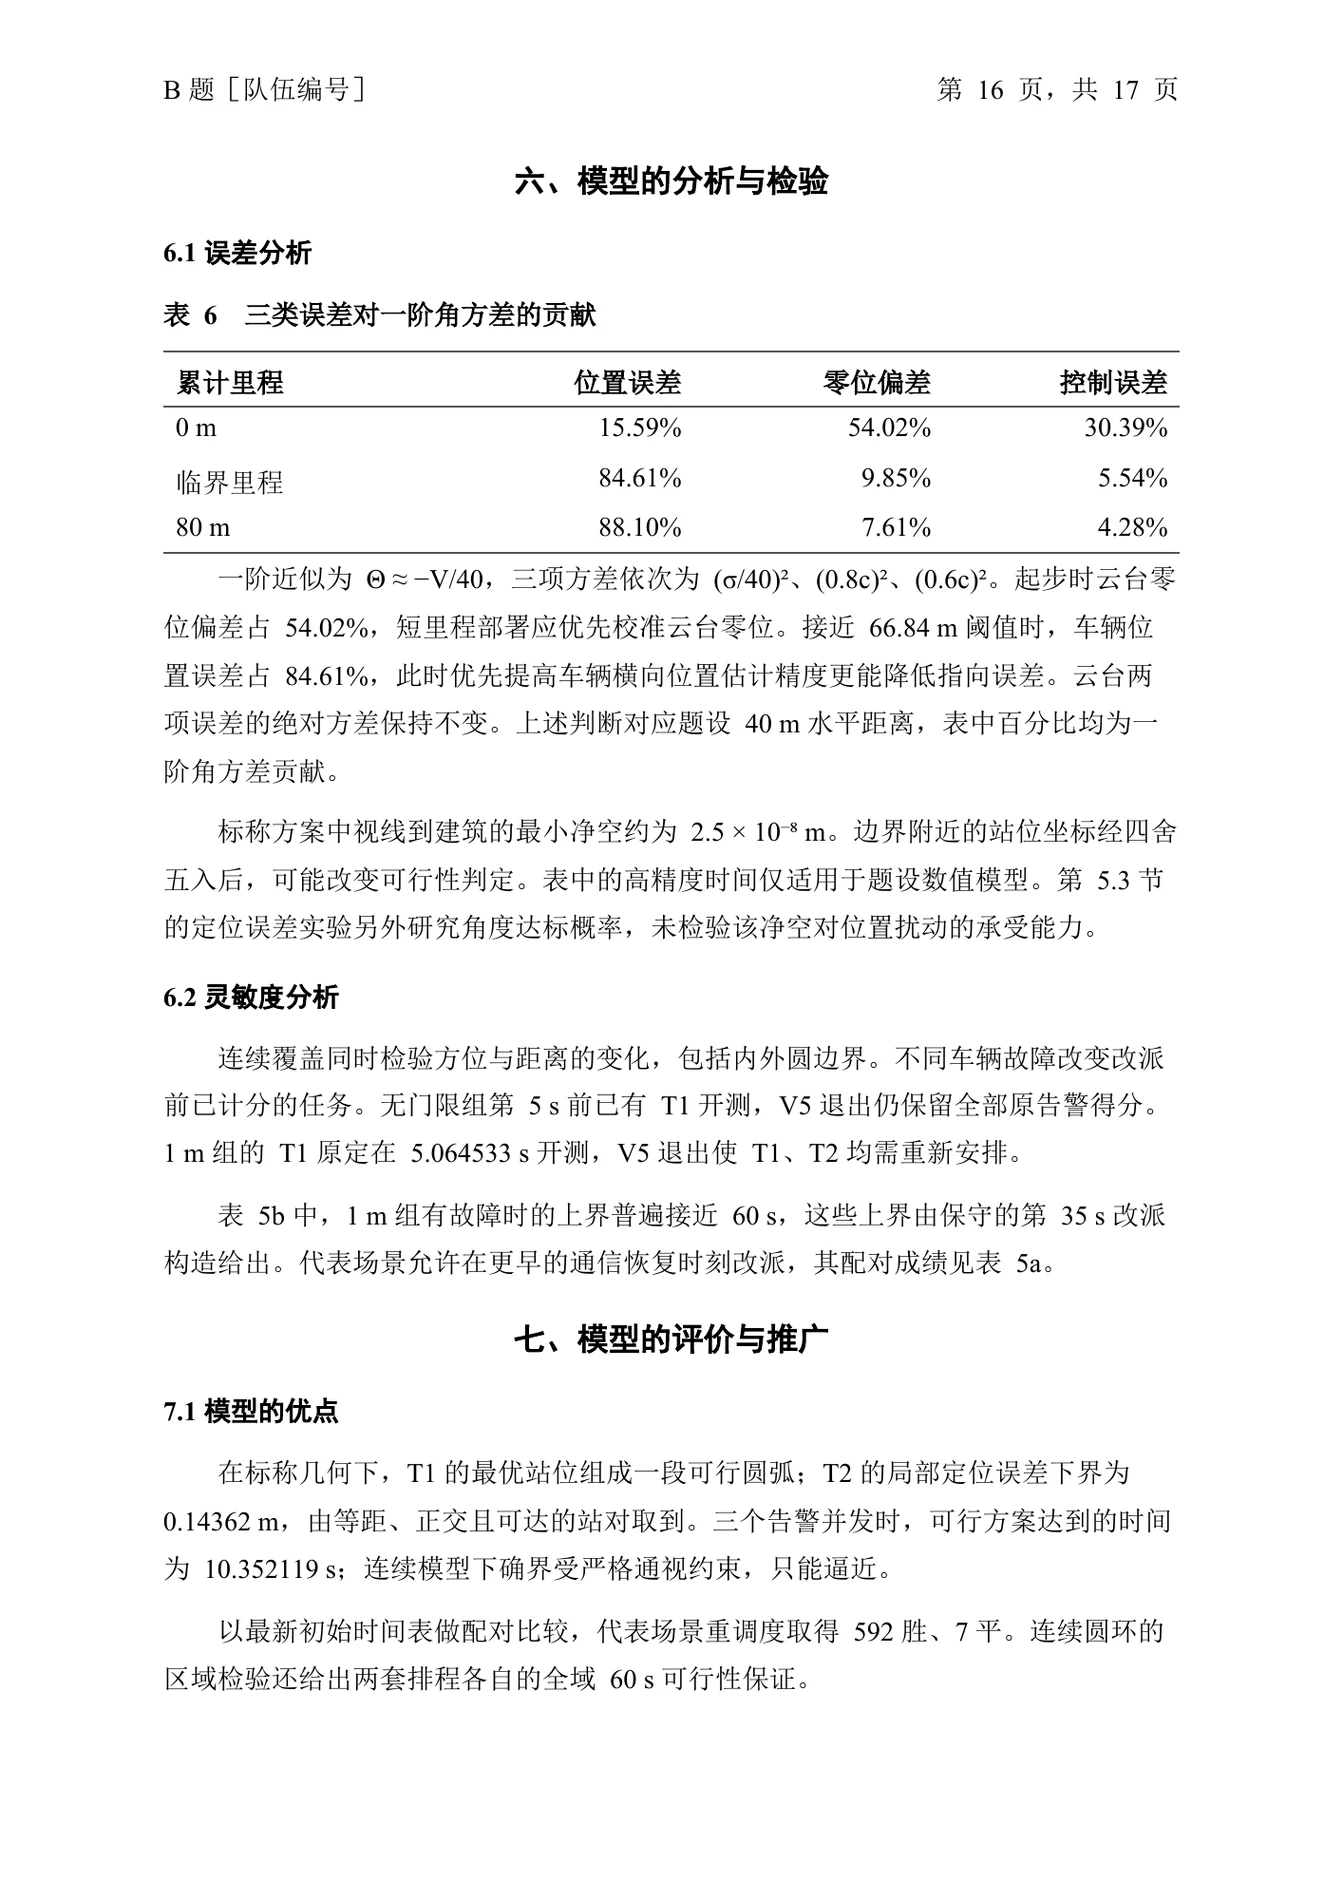 B 题［队伍编号］ 第 16 页，共 17 页
六、模型的分析与检验
6.1 误差分析
表 6 三类误差对一阶角方差的贡献
累计里程 位置误差 零位偏差 控制误差
0 m 15.59% 54.02% 30.39%
临界里程 84.61% 9.85% 5.54%
80 m 88.10% 7.61% 4.28%
一阶近似为 Θ ≈ −V/40，三项方差依次为 (σ/40)²、(0.8c)²、(0.6c)²。起步时云台零
位偏差占 54.02%，短里程部署应优先校准云台零位。接近 66.84 m 阈值时，车辆位
置误差占 84.61%，此时优先提高车辆横向位置估计精度更能降低指向误差。云台两
项误差的绝对方差保持不变。上述判断对应题设 40 m 水平距离，表中百分比均为一
阶角方差贡献。
标称方案中视线到建筑的最小净空约为 2.5 × 10⁻⁸ m。边界附近的站位坐标经四舍
五入后，可能改变可行性判定。表中的高精度时间仅适用于题设数值模型。第 5.3 节
的定位误差实验另外研究角度达标概率，未检验该净空对位置扰动的承受能力。
6.2 灵敏度分析
连续覆盖同时检验方位与距离的变化，包括内外圆边界。不同车辆故障改变改派
前已计分的任务。无门限组第 5 s 前已有 T1 开测，V5 退出仍保留全部原告警得分。
1 m 组的 T1 原定在 5.064533 s 开测，V5 退出使 T1、T2 均需重新安排。
表 5b 中，1 m 组有故障时的上界普遍接近 60 s，这些上界由保守的第 35 s 改派
构造给出。代表场景允许在更早的通信恢复时刻改派，其配对成绩见表 5a。
七、模型的评价与推广
7.1 模型的优点
在标称几何下，T1 的最优站位组成一段可行圆弧；T2 的局部定位误差下界为
0.14362 m，由等距、正交且可达的站对取到。三个告警并发时，可行方案达到的时间
为 10.352119 s；连续模型下确界受严格通视约束，只能逼近。
以最新初始时间表做配对比较，代表场景重调度取得 592 胜、7 平。连续圆环的
区域检验还给出两套排程各自的全域 60 s 可行性保证。